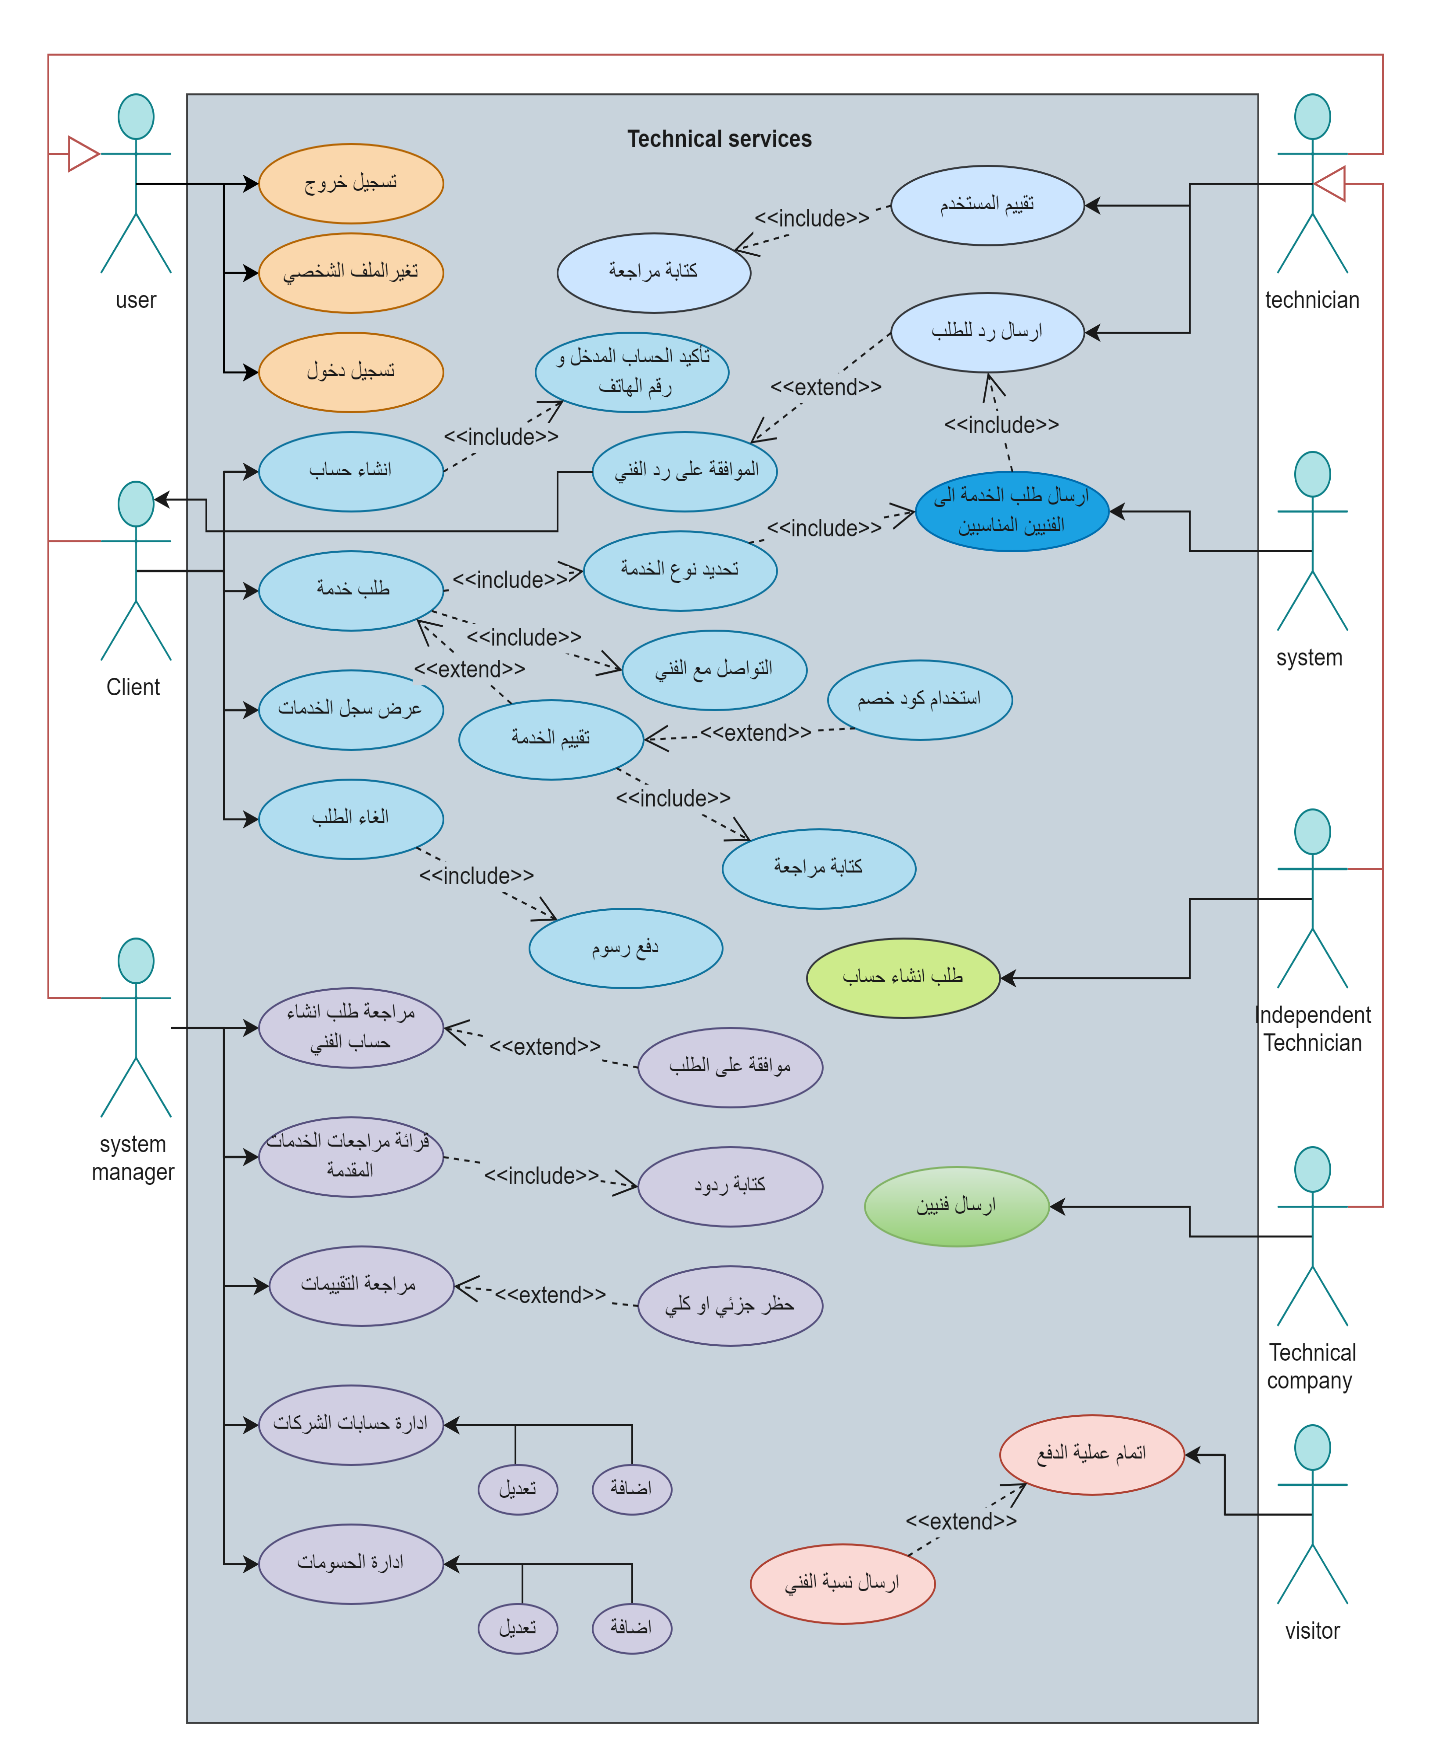 Technical services
user
تسجيل خروج
تغيرالملف الشخصي
تسجيل دخول
technician
تقييم المستخدم
<<include>>
كتابة مراجعة
ارسال رد للطلب
<<extend>>
تأكيد الحساب المدخل و
رقم الهاتف
<<include>>
انشاء حساب
الموافقة على رد الفني
<<include>>
ارسال طلب الخدمة الى
الفنيين المناسبين
<<include>>
تحديد نوع الخدمة
<<include>>
طلب خدمة
<<include>>
التواصل مع الفني
<<extend>>
Client
system
عرض سجل الخدمات
تقييم الخدمة
<<extend>>
استخدام كود خصم
<<include>>
كتابة مراجعة
الغاء الطلب
<<include>>
دفع رسوم
طلب انشاء حساب
Independent
Technician
system
manager
مراجعة طلب انشاء
حساب الفني
<<extend>>
موافقة على الطلب
قرائة مراجعات الخدمات
المقدمة
<<include>>
كتابة ردود
ارسال فنيين
مراجعة التقييمات
<<extend>>
حظر جزئي او كلي
Technical
company
ادارة حسابات الشركات
تعديل
اضافة
اتمام عملية الدفع
<<extend>>
ارسال نسبة الفني
ادارة الحسومات
تعديل
اضافة
visitor